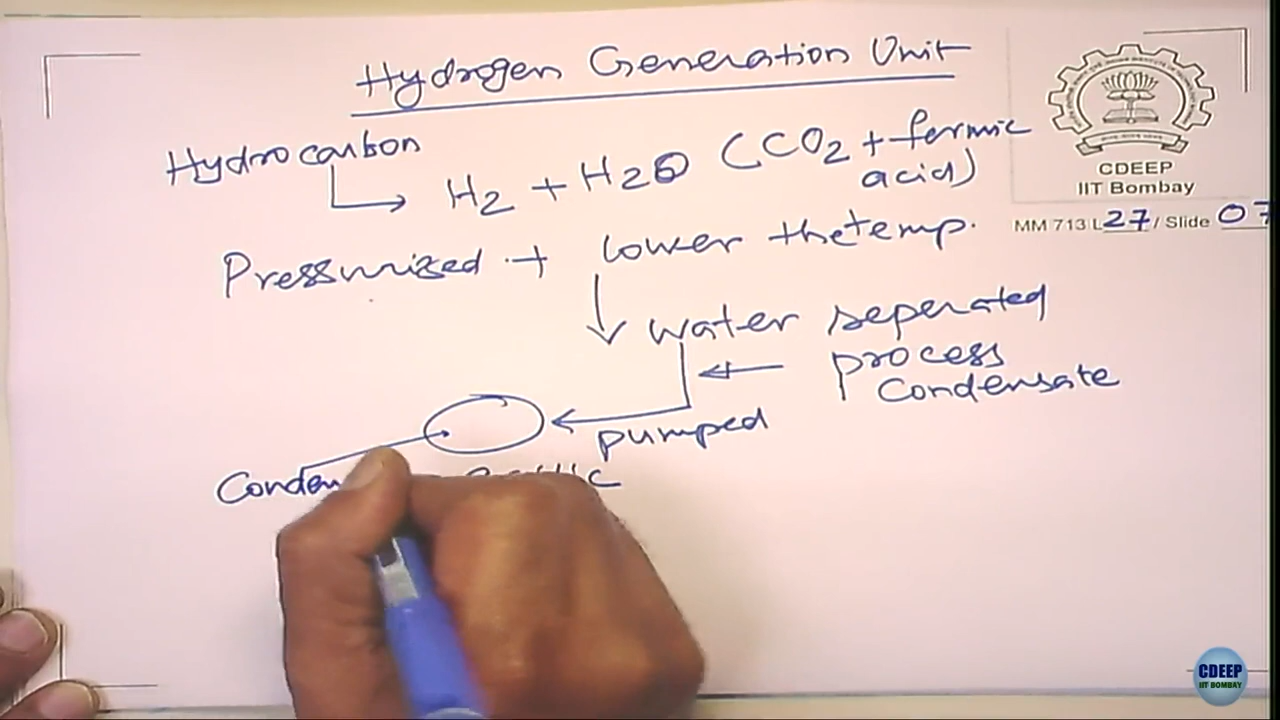 Hydrogen Generation Unit
Hydrocarbon
H2 + H2O (CO2 + formic
acid)
Pressurized + lower the temp.
water seperated
process
Condensate
pumped
CDEEP
IIT Bombay
MM 713 L 27 / Slide 07
CDEEP
IIT BOMBAY